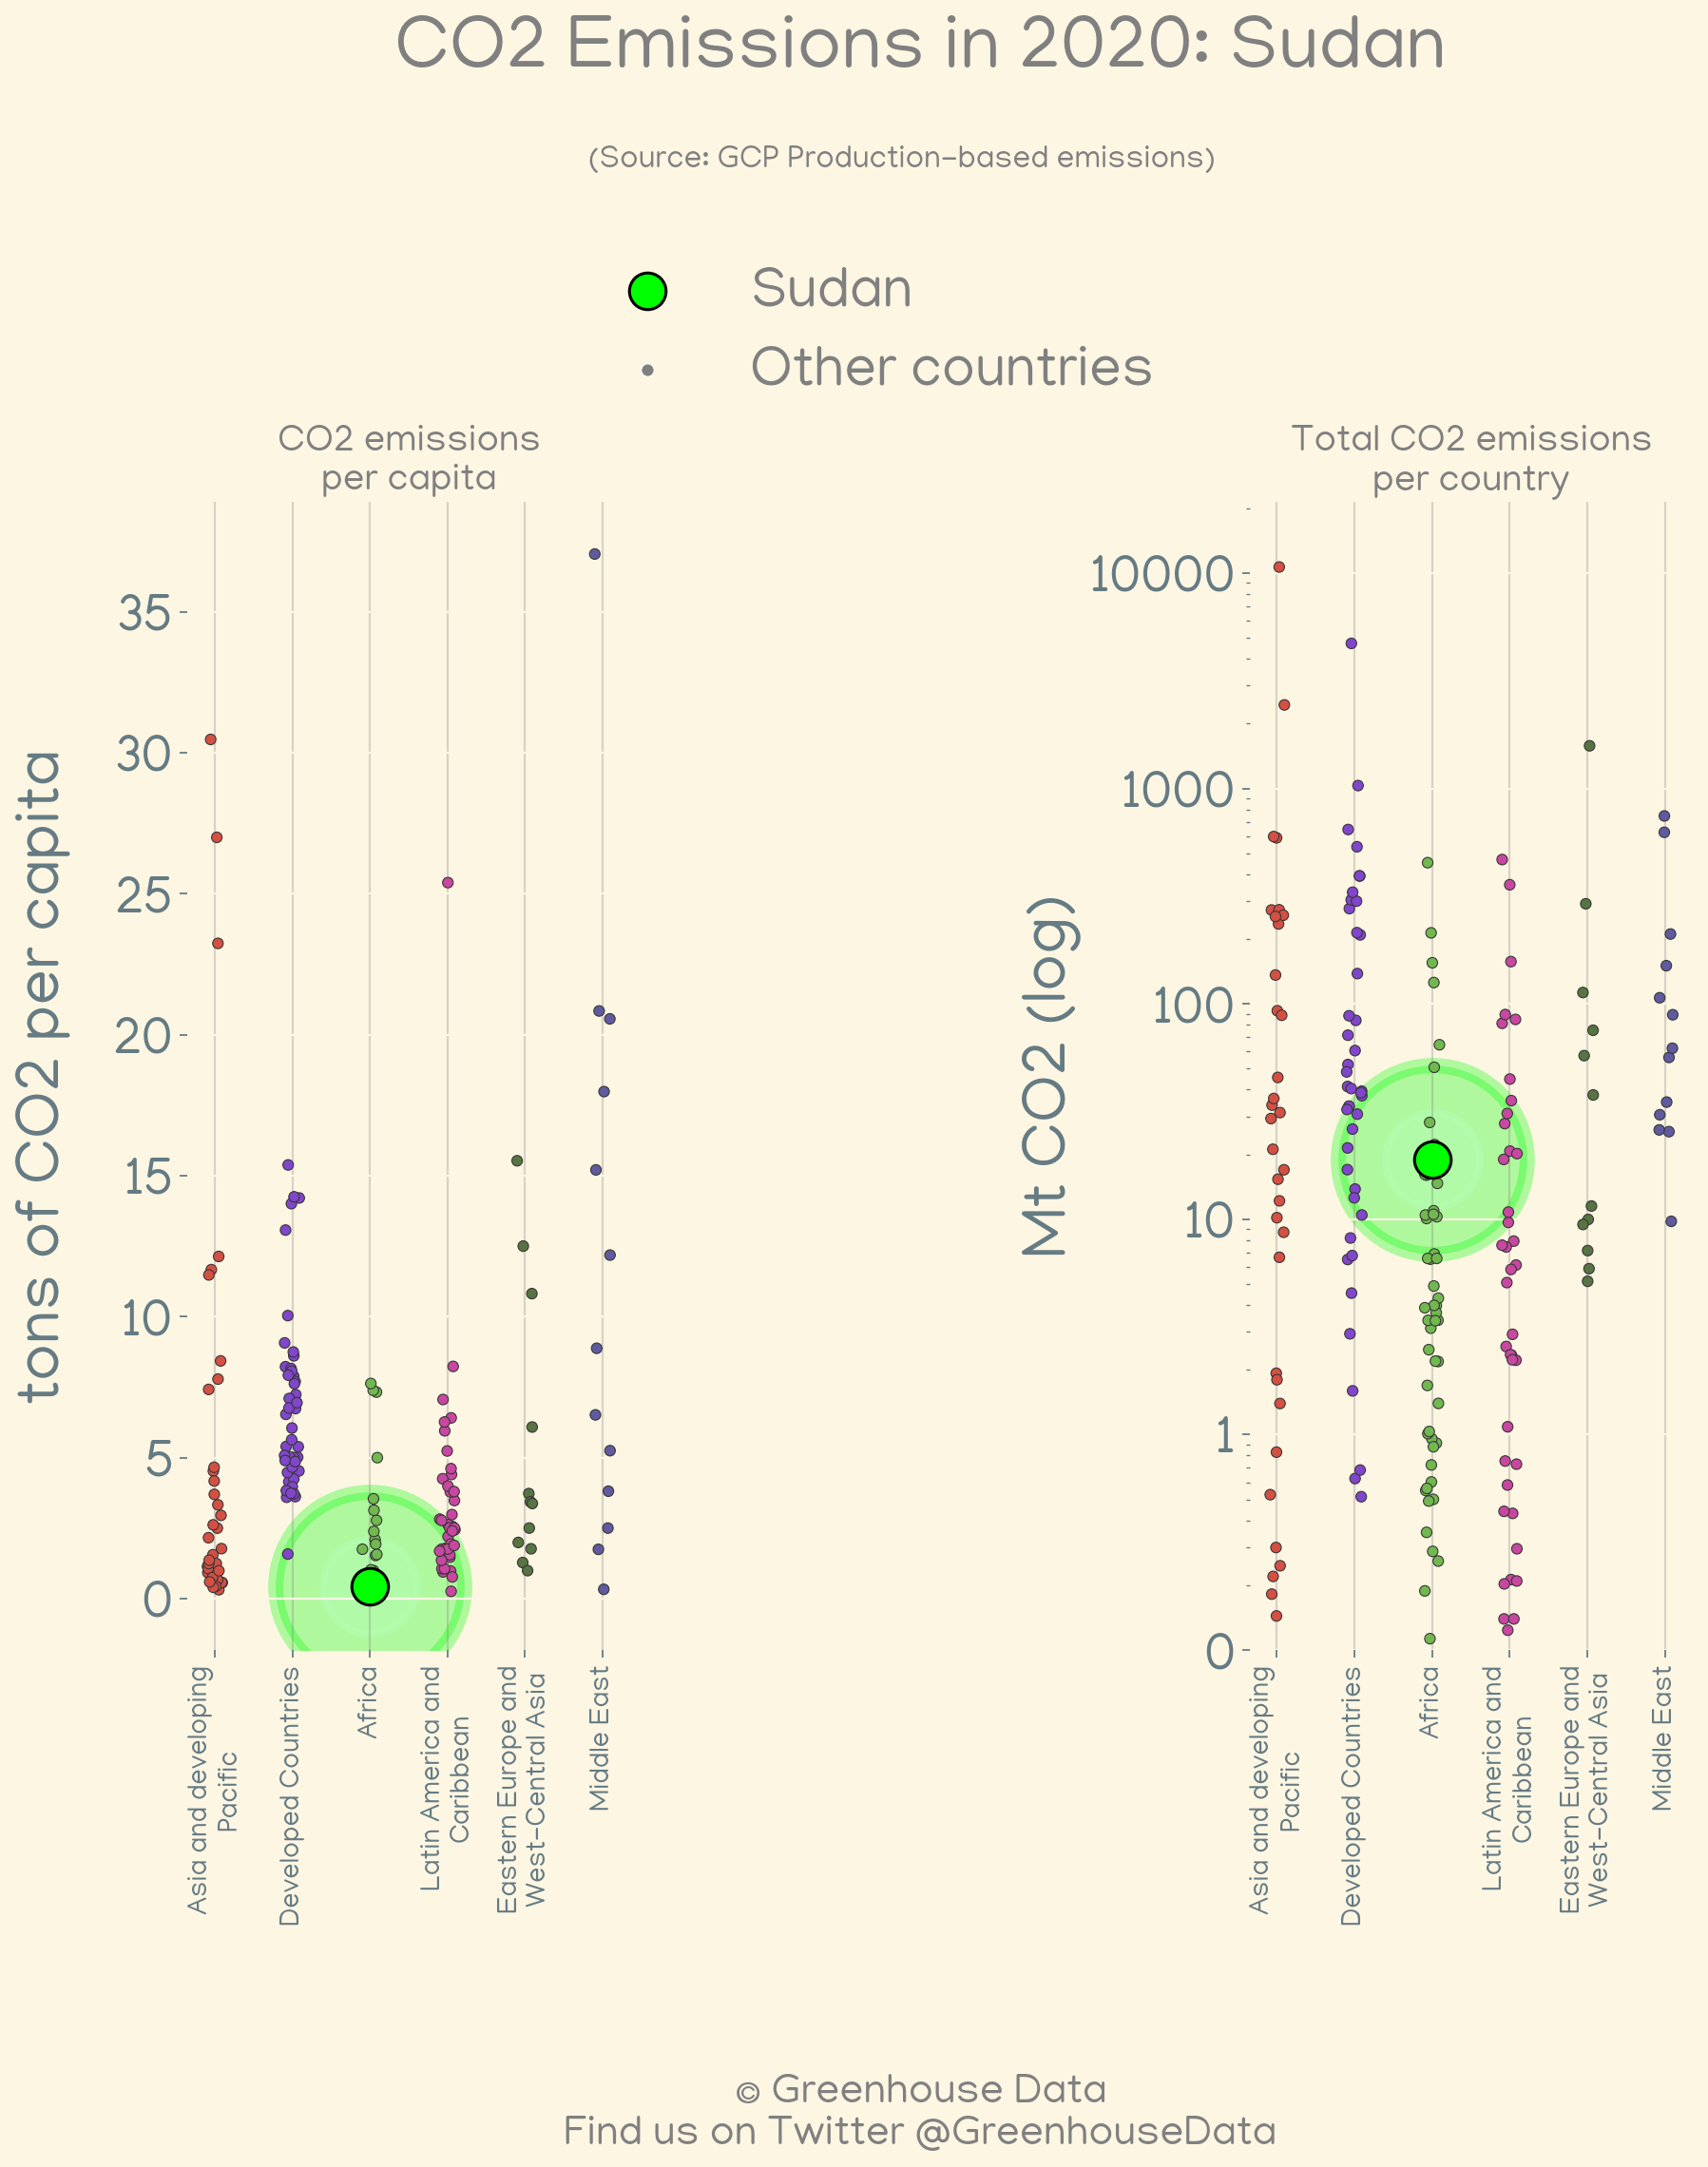 CO2 Emissions in 2020: Sudan
(Source: GCP Production-based emissions)
Sudan
Other countries
CO2 emissions
per capita
tons of CO2 per capita
35
30
25
20
15
10
5
0
Asia and developing
Pacific
Developed Countries
Africa
Latin America and
Caribbean
Eastern Europe and
West-Central Asia
Middle East
Total CO2 emissions
per country
Mt CO2 (log)
10000
1000
100
10
1
0
Asia and developing
Pacific
Developed Countries
Africa
Latin America and
Caribbean
Eastern Europe and
West-Central Asia
Middle East
© Greenhouse Data
Find us on Twitter @GreenhouseData